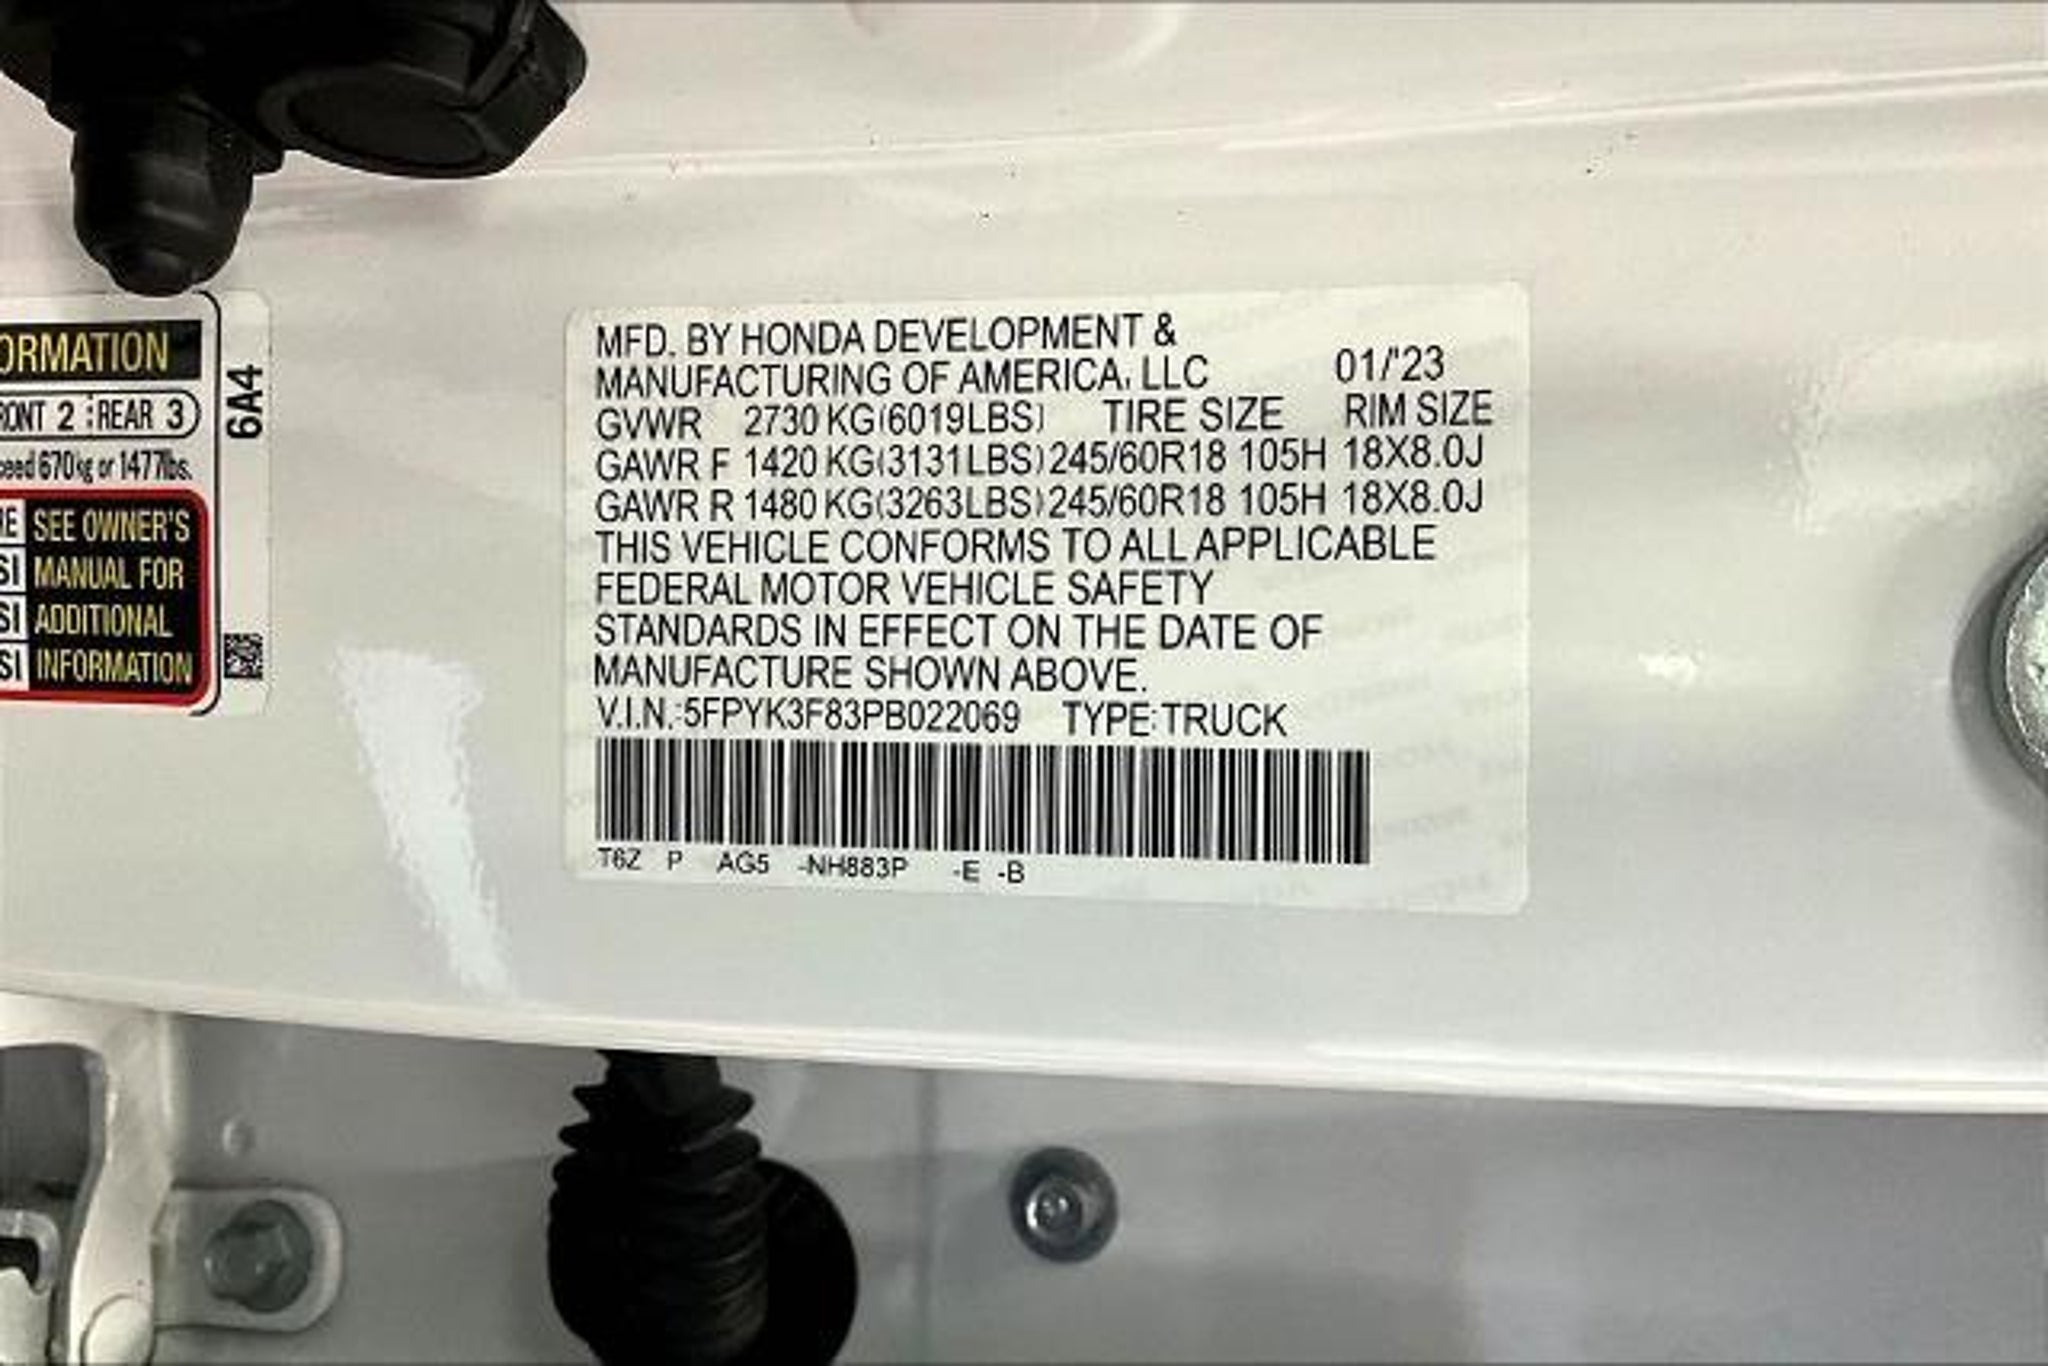 ORMATION
RONT 2 REAR 3
ceed 670kg or 1477lbs.
SEE OWNER'S
SI MANUAL FOR
SI ADDITIONAL
SI INFORMATION
6A4
MFD. BY HONDA DEVELOPMENT &
MANUFACTURING OF AMERICA, LLC 01/'23
GVWR 2730 KG(6019LBS) TIRE SIZE RIM SIZE
GAWR F 1420 KG(3131LBS) 245/60R18 105H 18X8.0J
GAWR R 1480 KG(3263LBS) 245/60R18 105H 18X8.0J
THIS VEHICLE CONFORMS TO ALL APPLICABLE
FEDERAL MOTOR VEHICLE SAFETY
STANDARDS IN EFFECT ON THE DATE OF
MANUFACTURE SHOWN ABOVE.
V.I.N.:5FPYK3F83PB022069 TYPE:TRUCK
T6Z P AG5 -NH883P -E -B